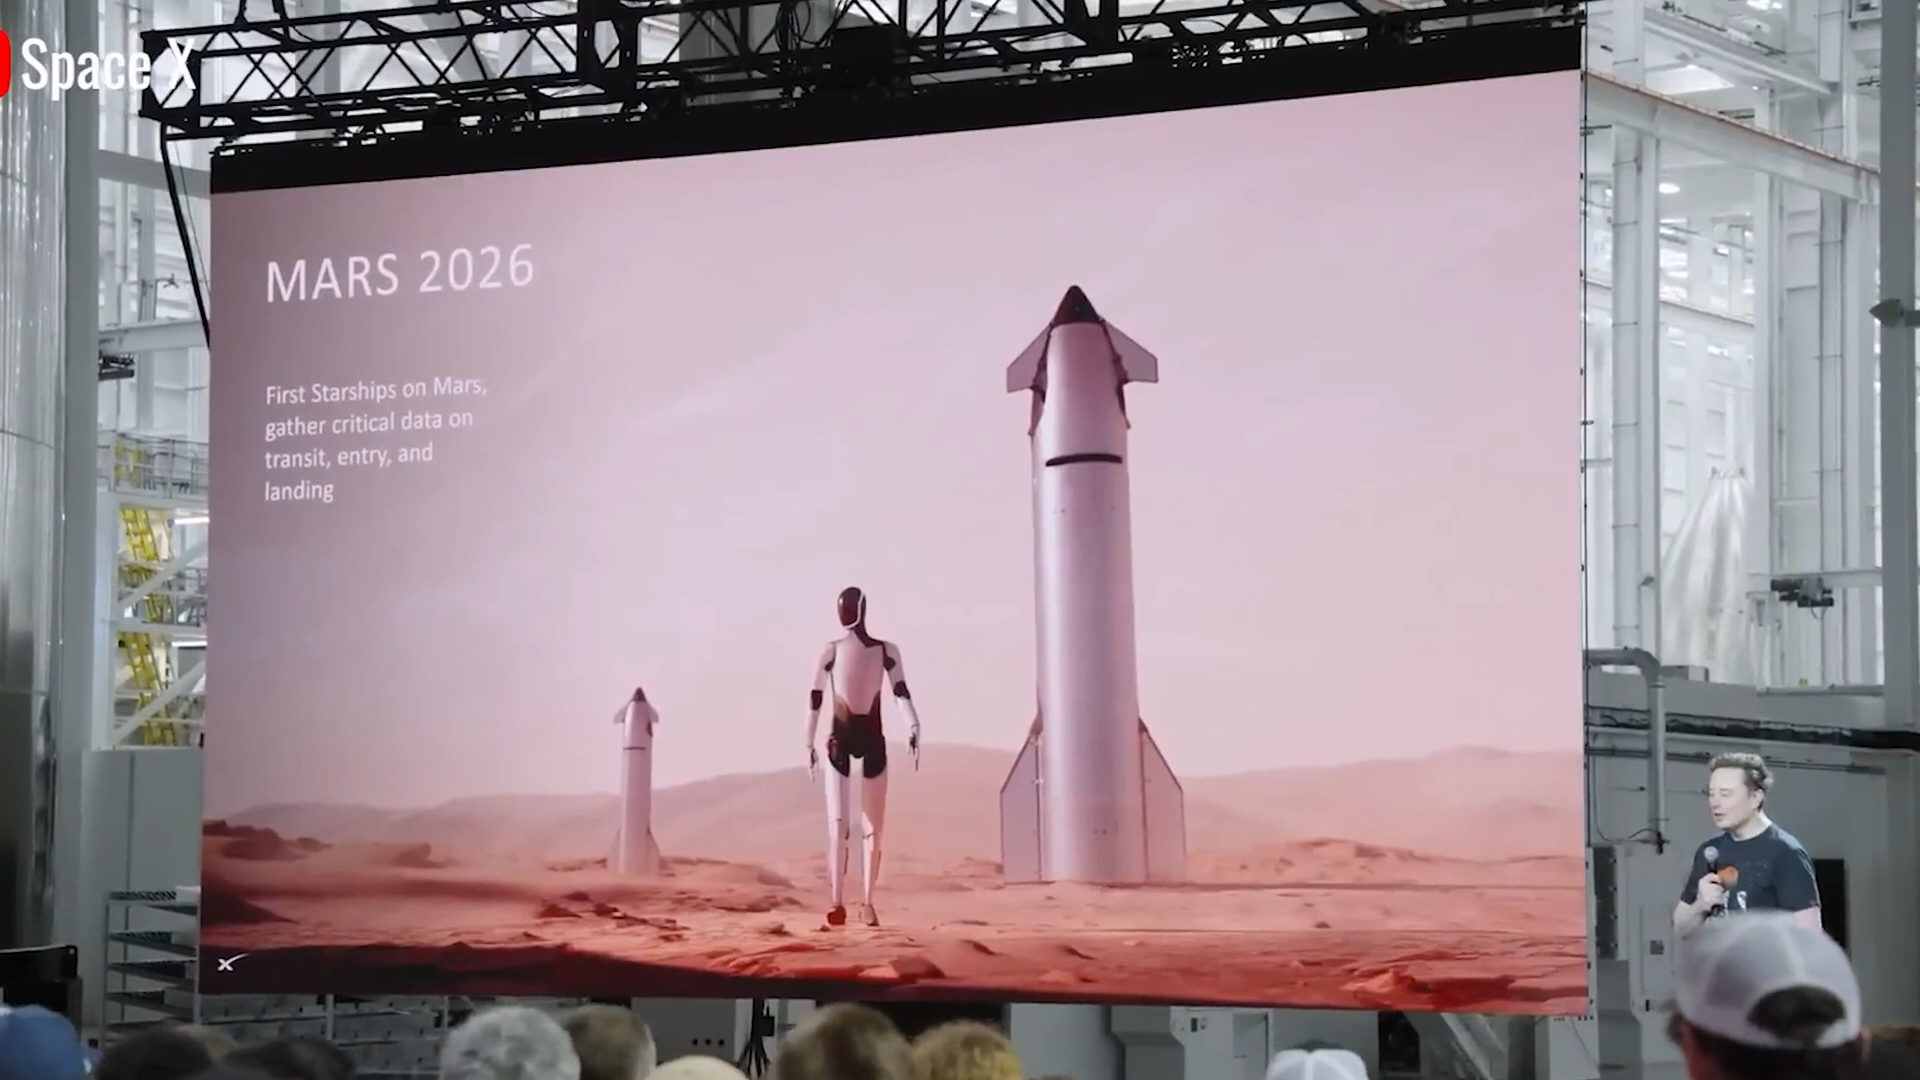 Space X
MARS 2026
First Starships on Mars,
gather critical data on
transit, entry, and
landing